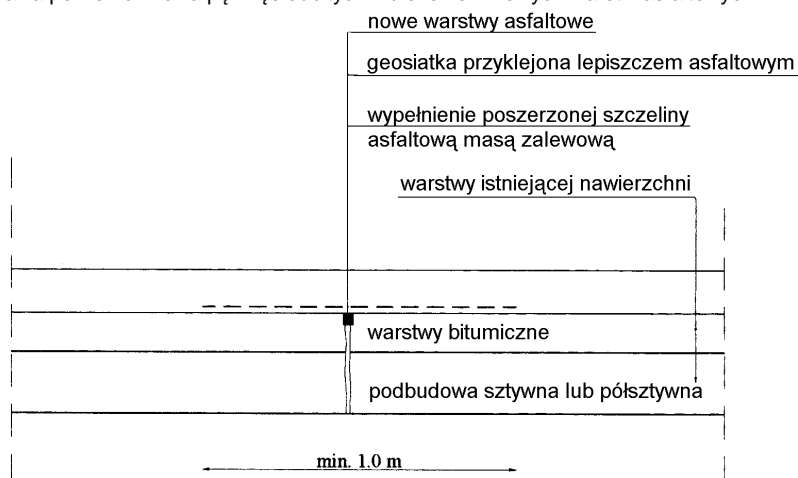 nowe warstwy asfaltowe
geosiatka przyklejona lepiszczem asfaltowym
wypełnienie poszerzonej szczeliny
asfaltową masą zalewową
warstwy istniejącej nawierzchni
warstwy bitumiczne
podbudowa sztywna lub półsztywna
min. 1.0 m